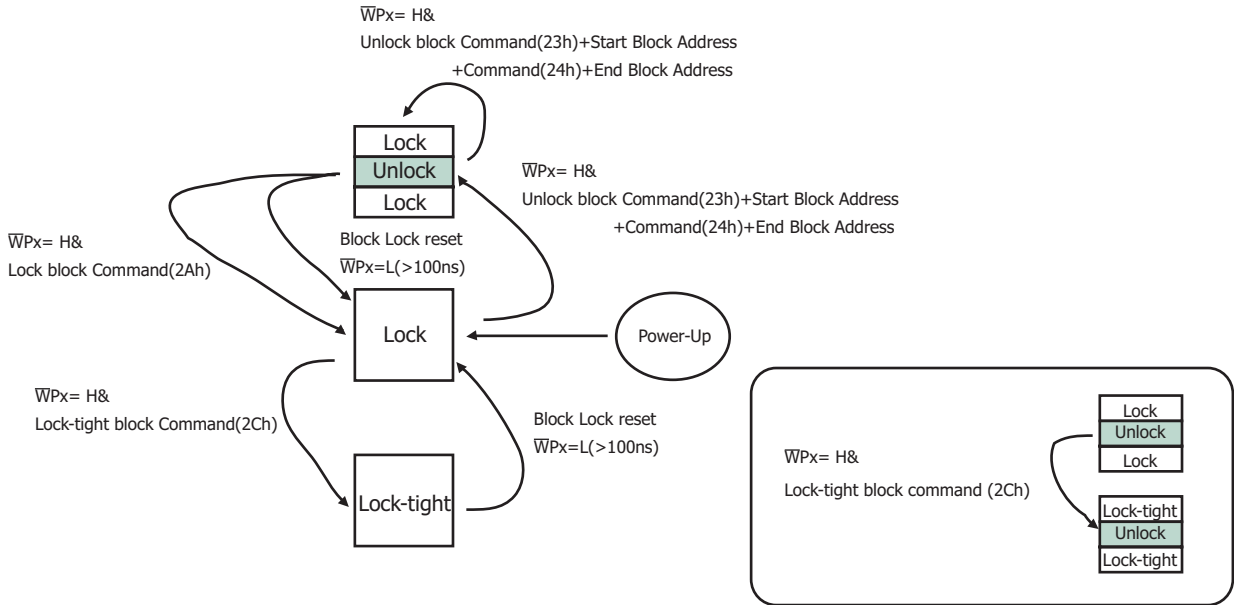 W̅Px= H&
Unlock block Command(23h)+Start Block Address
+Command(24h)+End Block Address
Lock
Unlock
Lock
W̅Px= H&
Unlock block Command(23h)+Start Block Address
+Command(24h)+End Block Address
W̅Px= H&
Lock block Command(2Ah)
Block Lock reset
W̅Px=L(>100ns)
Lock
Power-Up
W̅Px= H&
Lock-tight block Command(2Ch)
Block Lock reset
W̅Px=L(>100ns)
Lock-tight
W̅Px= H&
Lock-tight block command (2Ch)
Lock
Unlock
Lock
Lock-tight
Unlock
Lock-tight